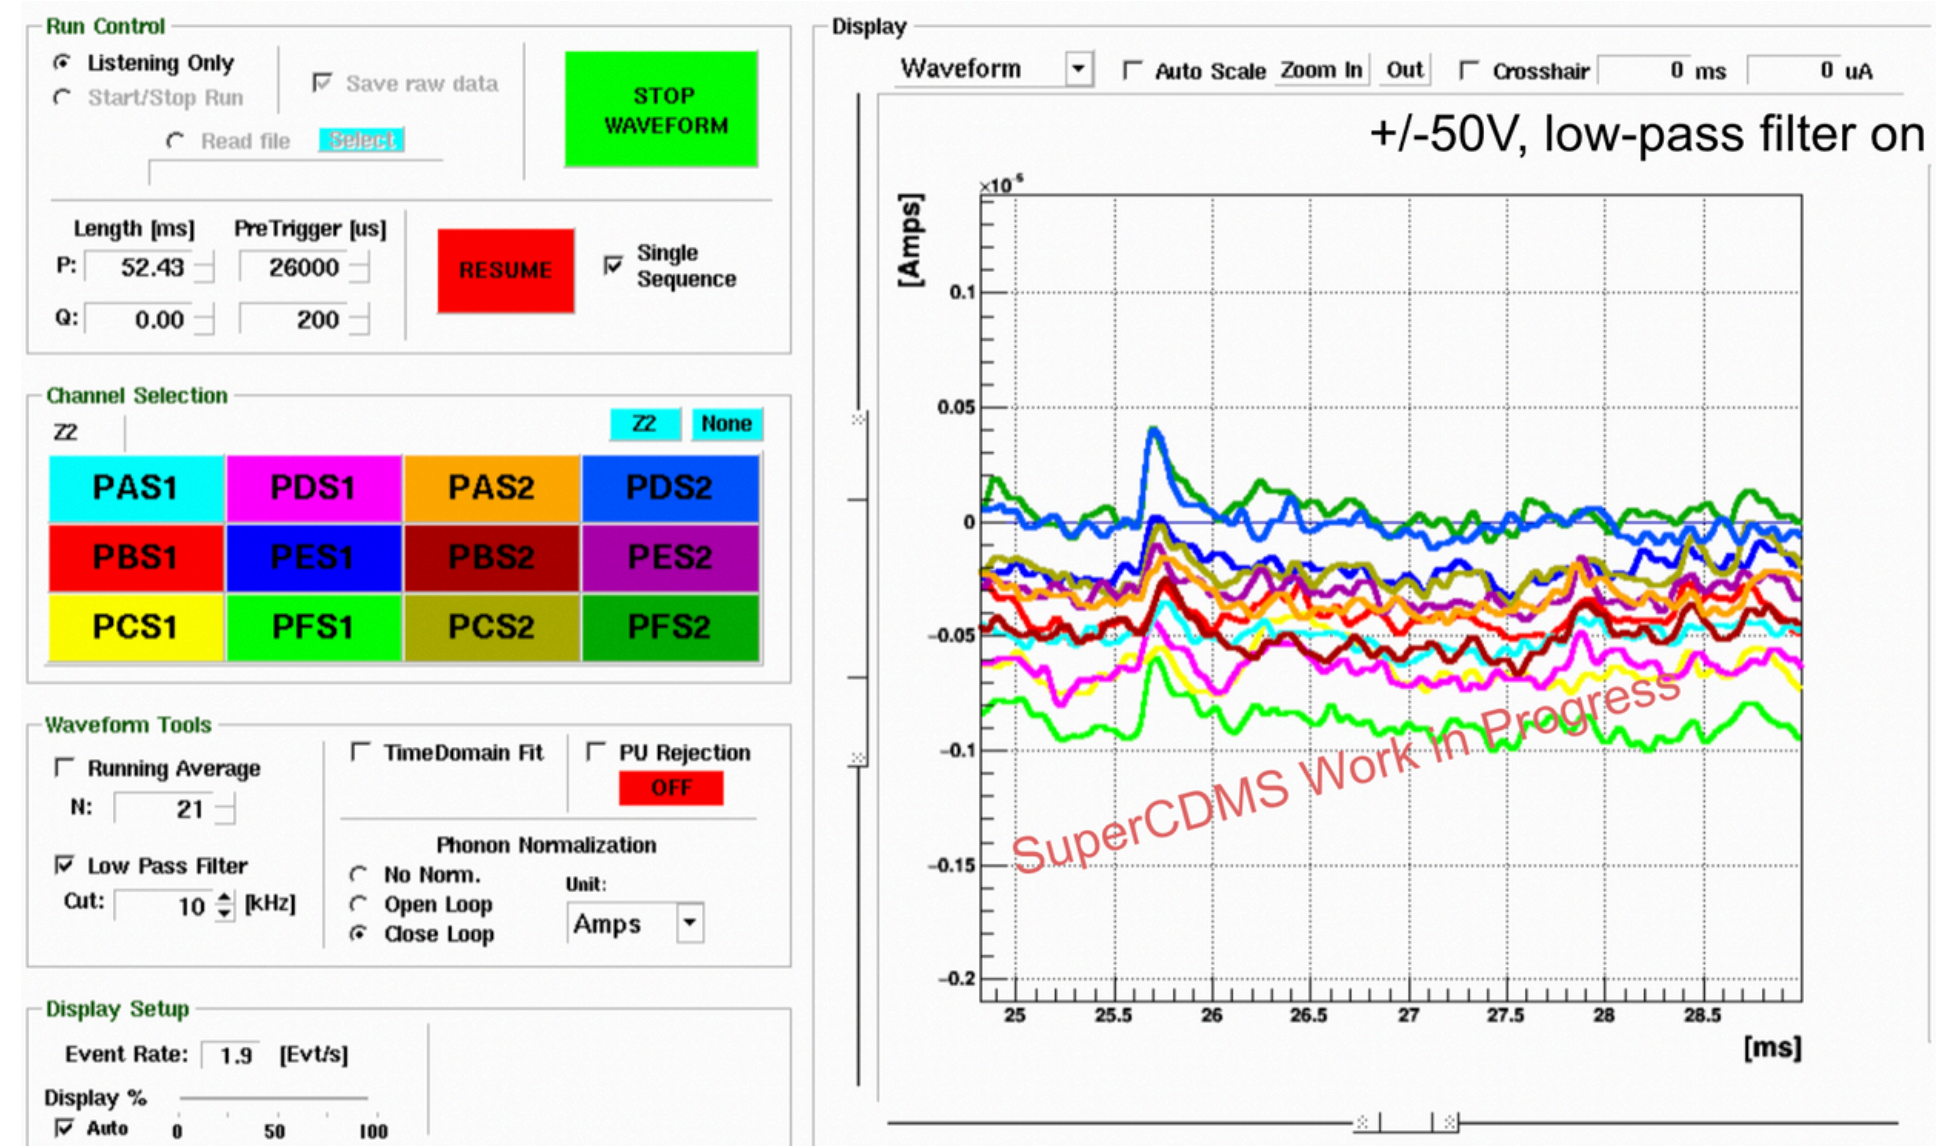 Run Control
Listening Only
Start/Stop Run
Save raw data
Read file Select
STOP
WAVEFORM
Length [ms] PreTrigger [us]
P: 52.43 26000
Q: 0.00 200
RESUME
Single
Sequence
Channel Selection
Z2
Z2 None
PAS1 PDS1 PAS2 PDS2
PBS1 PES1 PBS2 PES2
PCS1 PFS1 PCS2 PFS2
Waveform Tools
Running Average
N: 21
Low Pass Filter
Cut: 10 [kHz]
TimeDomain Fit
PU Rejection
OFF
Phonon Normalization
No Norm.
Open Loop
Close Loop
Unit:
Amps
Display Setup
Event Rate: 1.9 [Evt/s]
Display %
Auto
0 50 100
Display
Waveform Auto Scale Zoom In Out Crosshair 0 ms 0 uA
+/-50V, low-pass filter on
[Amps]
0.1
0.05
0
-0.05
-0.1
-0.15
-0.2
SuperCDMS Work in Progress
25 25.5 26 26.5 27 27.5 28 28.5
[ms]